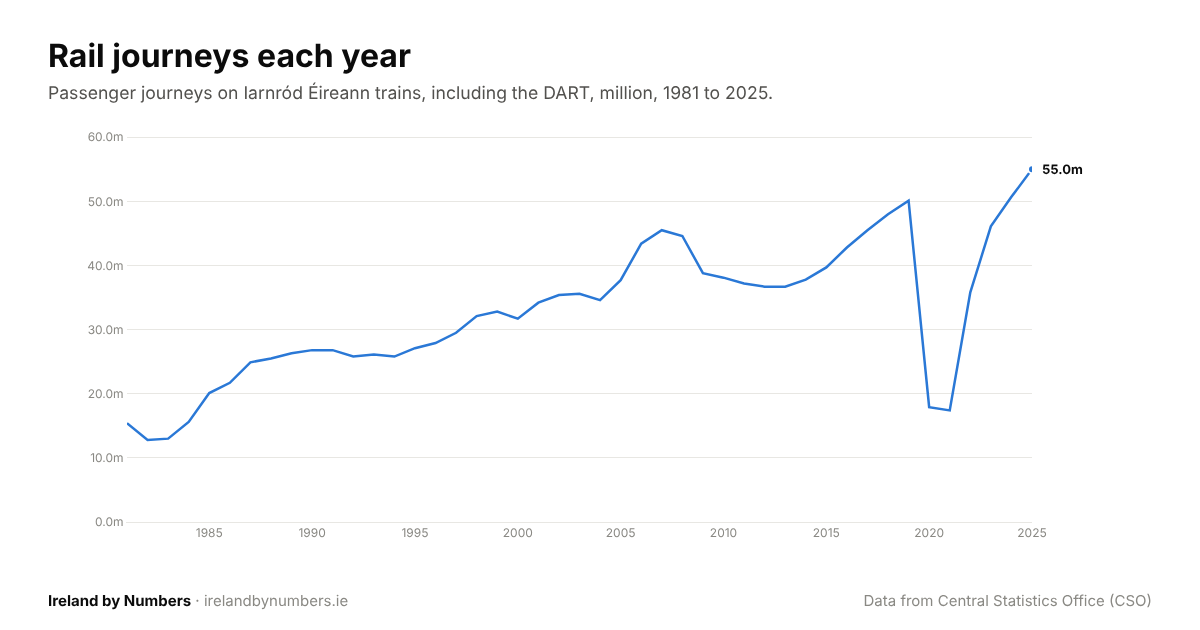 Rail journeys each year
Passenger journeys on Iarnród Éireann trains, including the DART, million, 1981 to 2025.
60.0m
55.0m
50.0m
40.0m
30.0m
20.0m
10.0m
0.0m
1985 1990 1995 2000 2005 2010 2015 2020 2025
Ireland by Numbers · irelandbynumbers.ie
Data from Central Statistics Office (CSO)